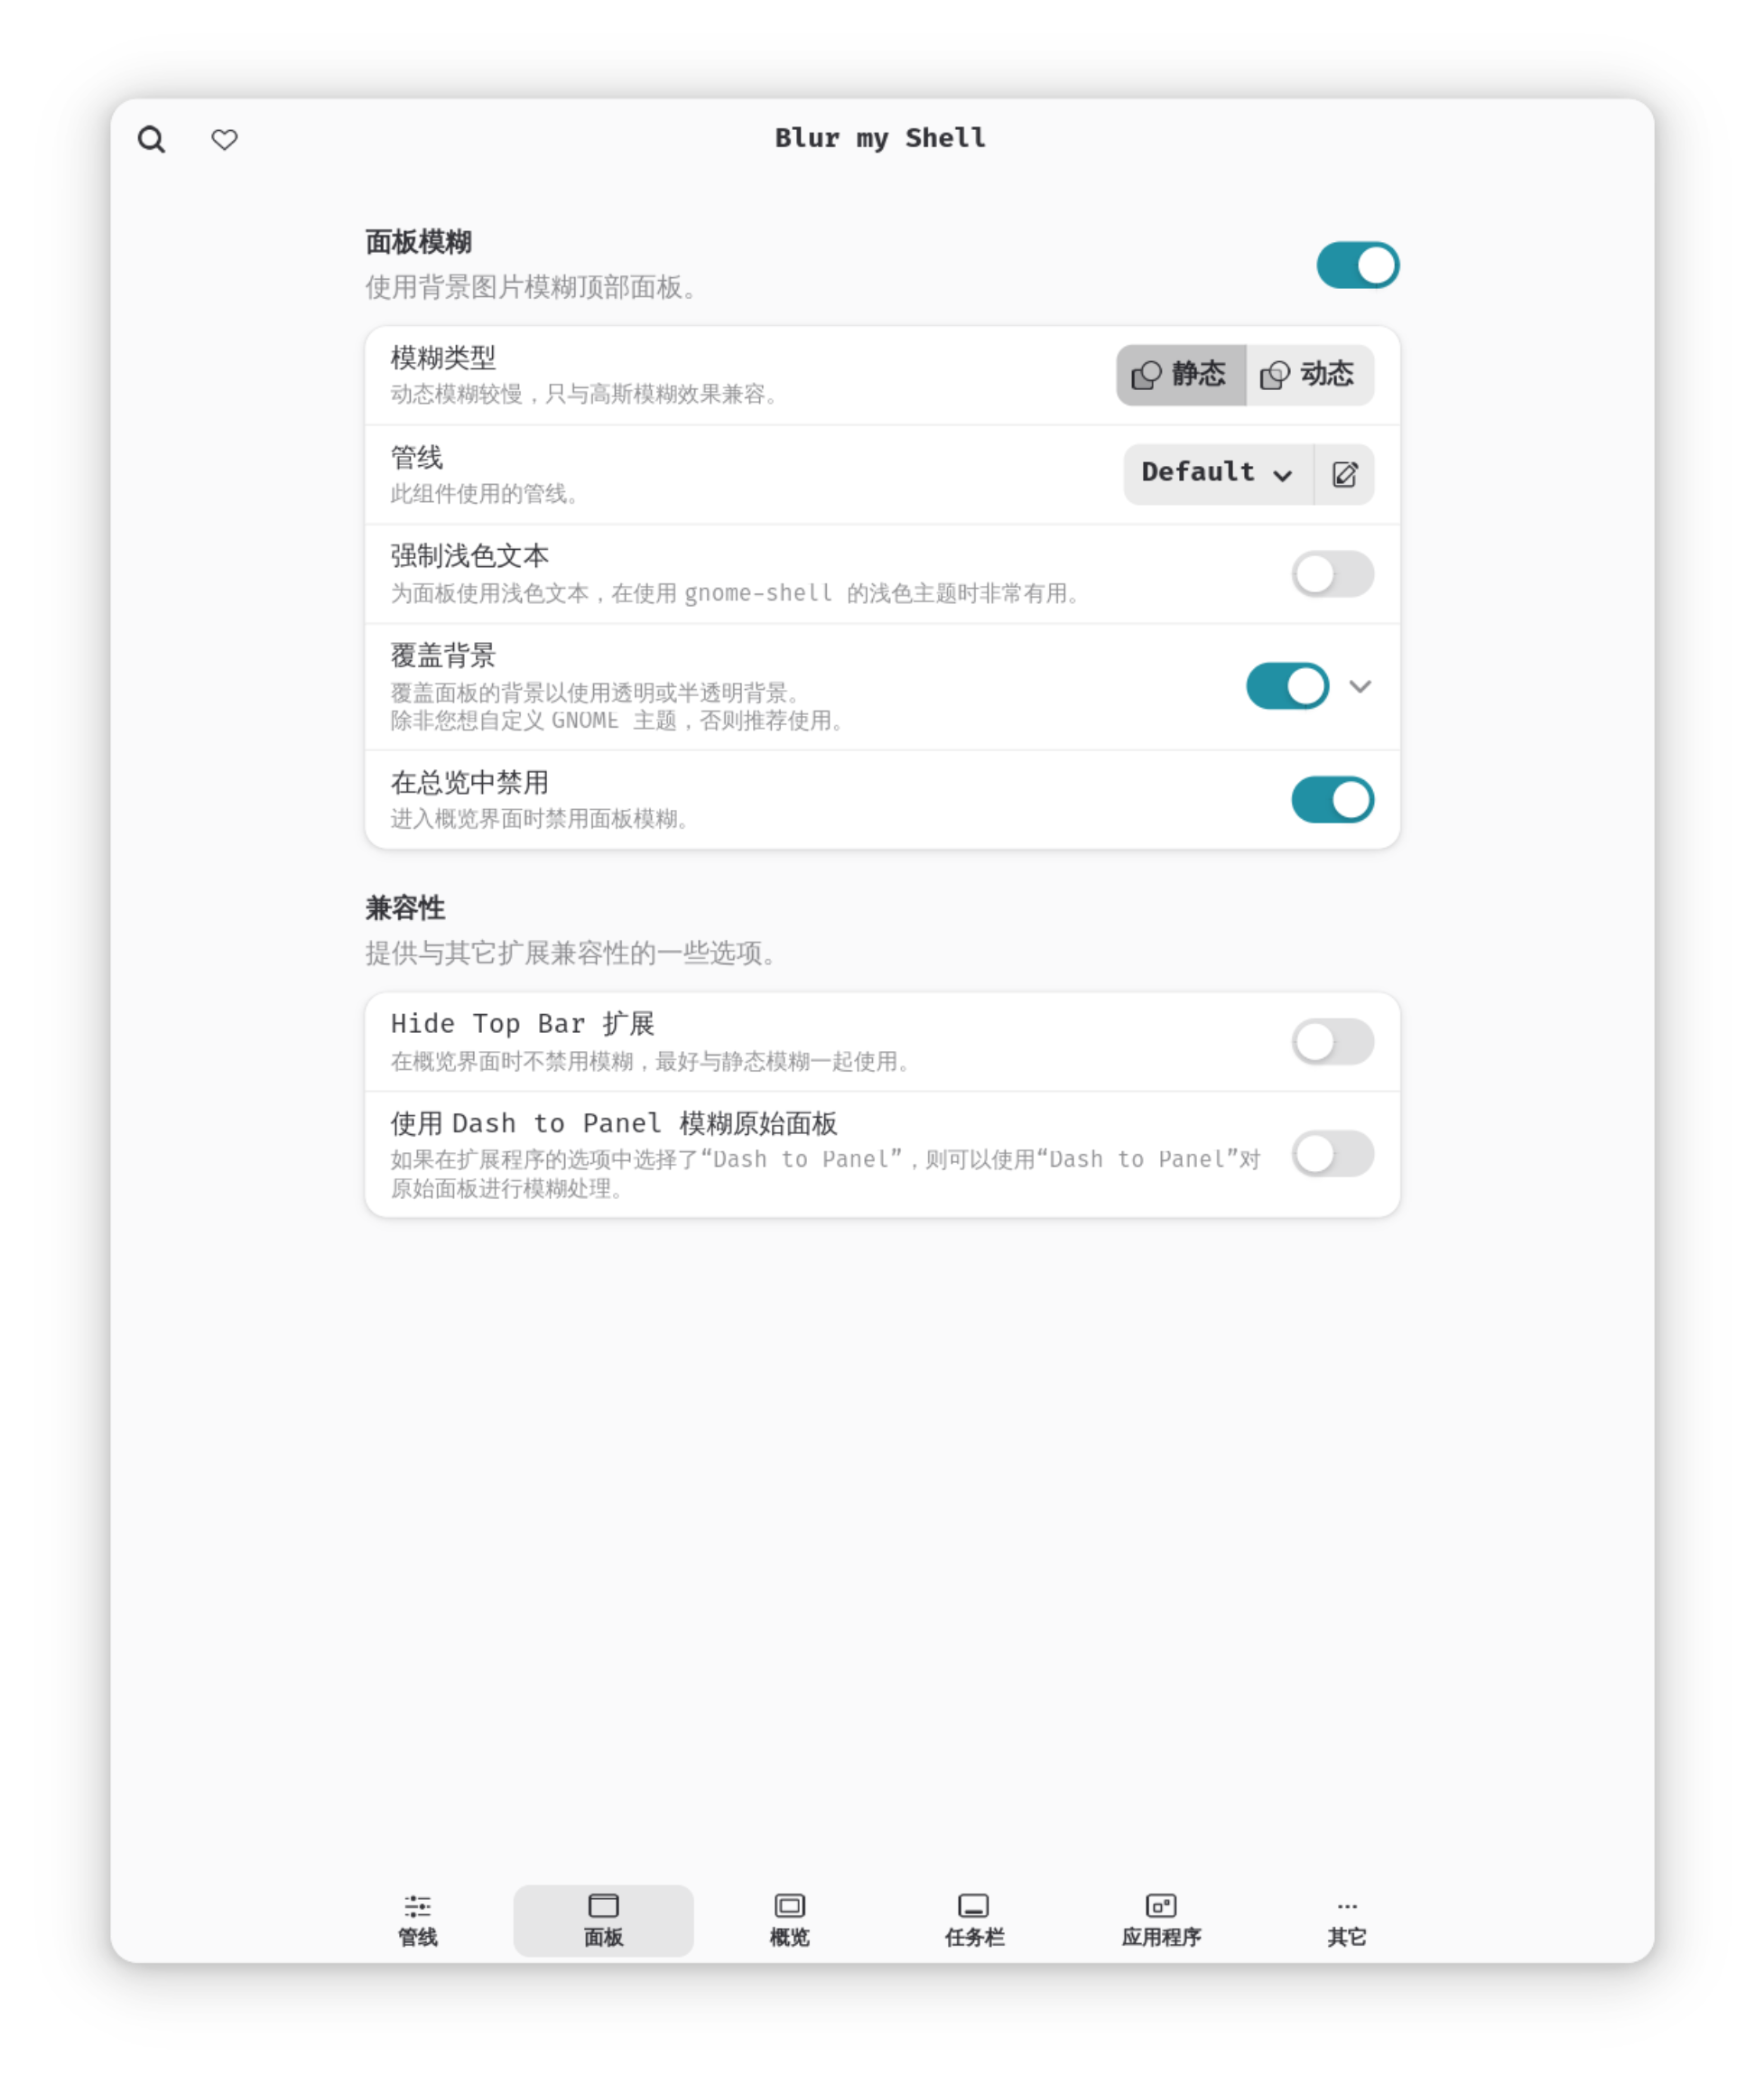 Blur my Shell
面板模糊
使用背景图片模糊顶部面板。
模糊类型
动态模糊较慢，只与高斯模糊效果兼容。
静态
动态
管线
此组件使用的管线。
Default
强制浅色文本
为面板使用浅色文本，在使用 gnome-shell 的浅色主题时非常有用。
覆盖背景
覆盖面板的背景以使用透明或半透明背景。
除非您想自定义 GNOME 主题，否则推荐使用。
在总览中禁用
进入概览界面时禁用面板模糊。
兼容性
提供与其它扩展兼容性的一些选项。
Hide Top Bar 扩展
在概览界面时不禁用模糊，最好与静态模糊一起使用。
使用 Dash to Panel 模糊原始面板
如果在扩展程序的选项中选择了“Dash to Panel”，则可以使用“Dash to Panel”对
原始面板进行模糊处理。
管线
面板
概览
任务栏
应用程序
其它